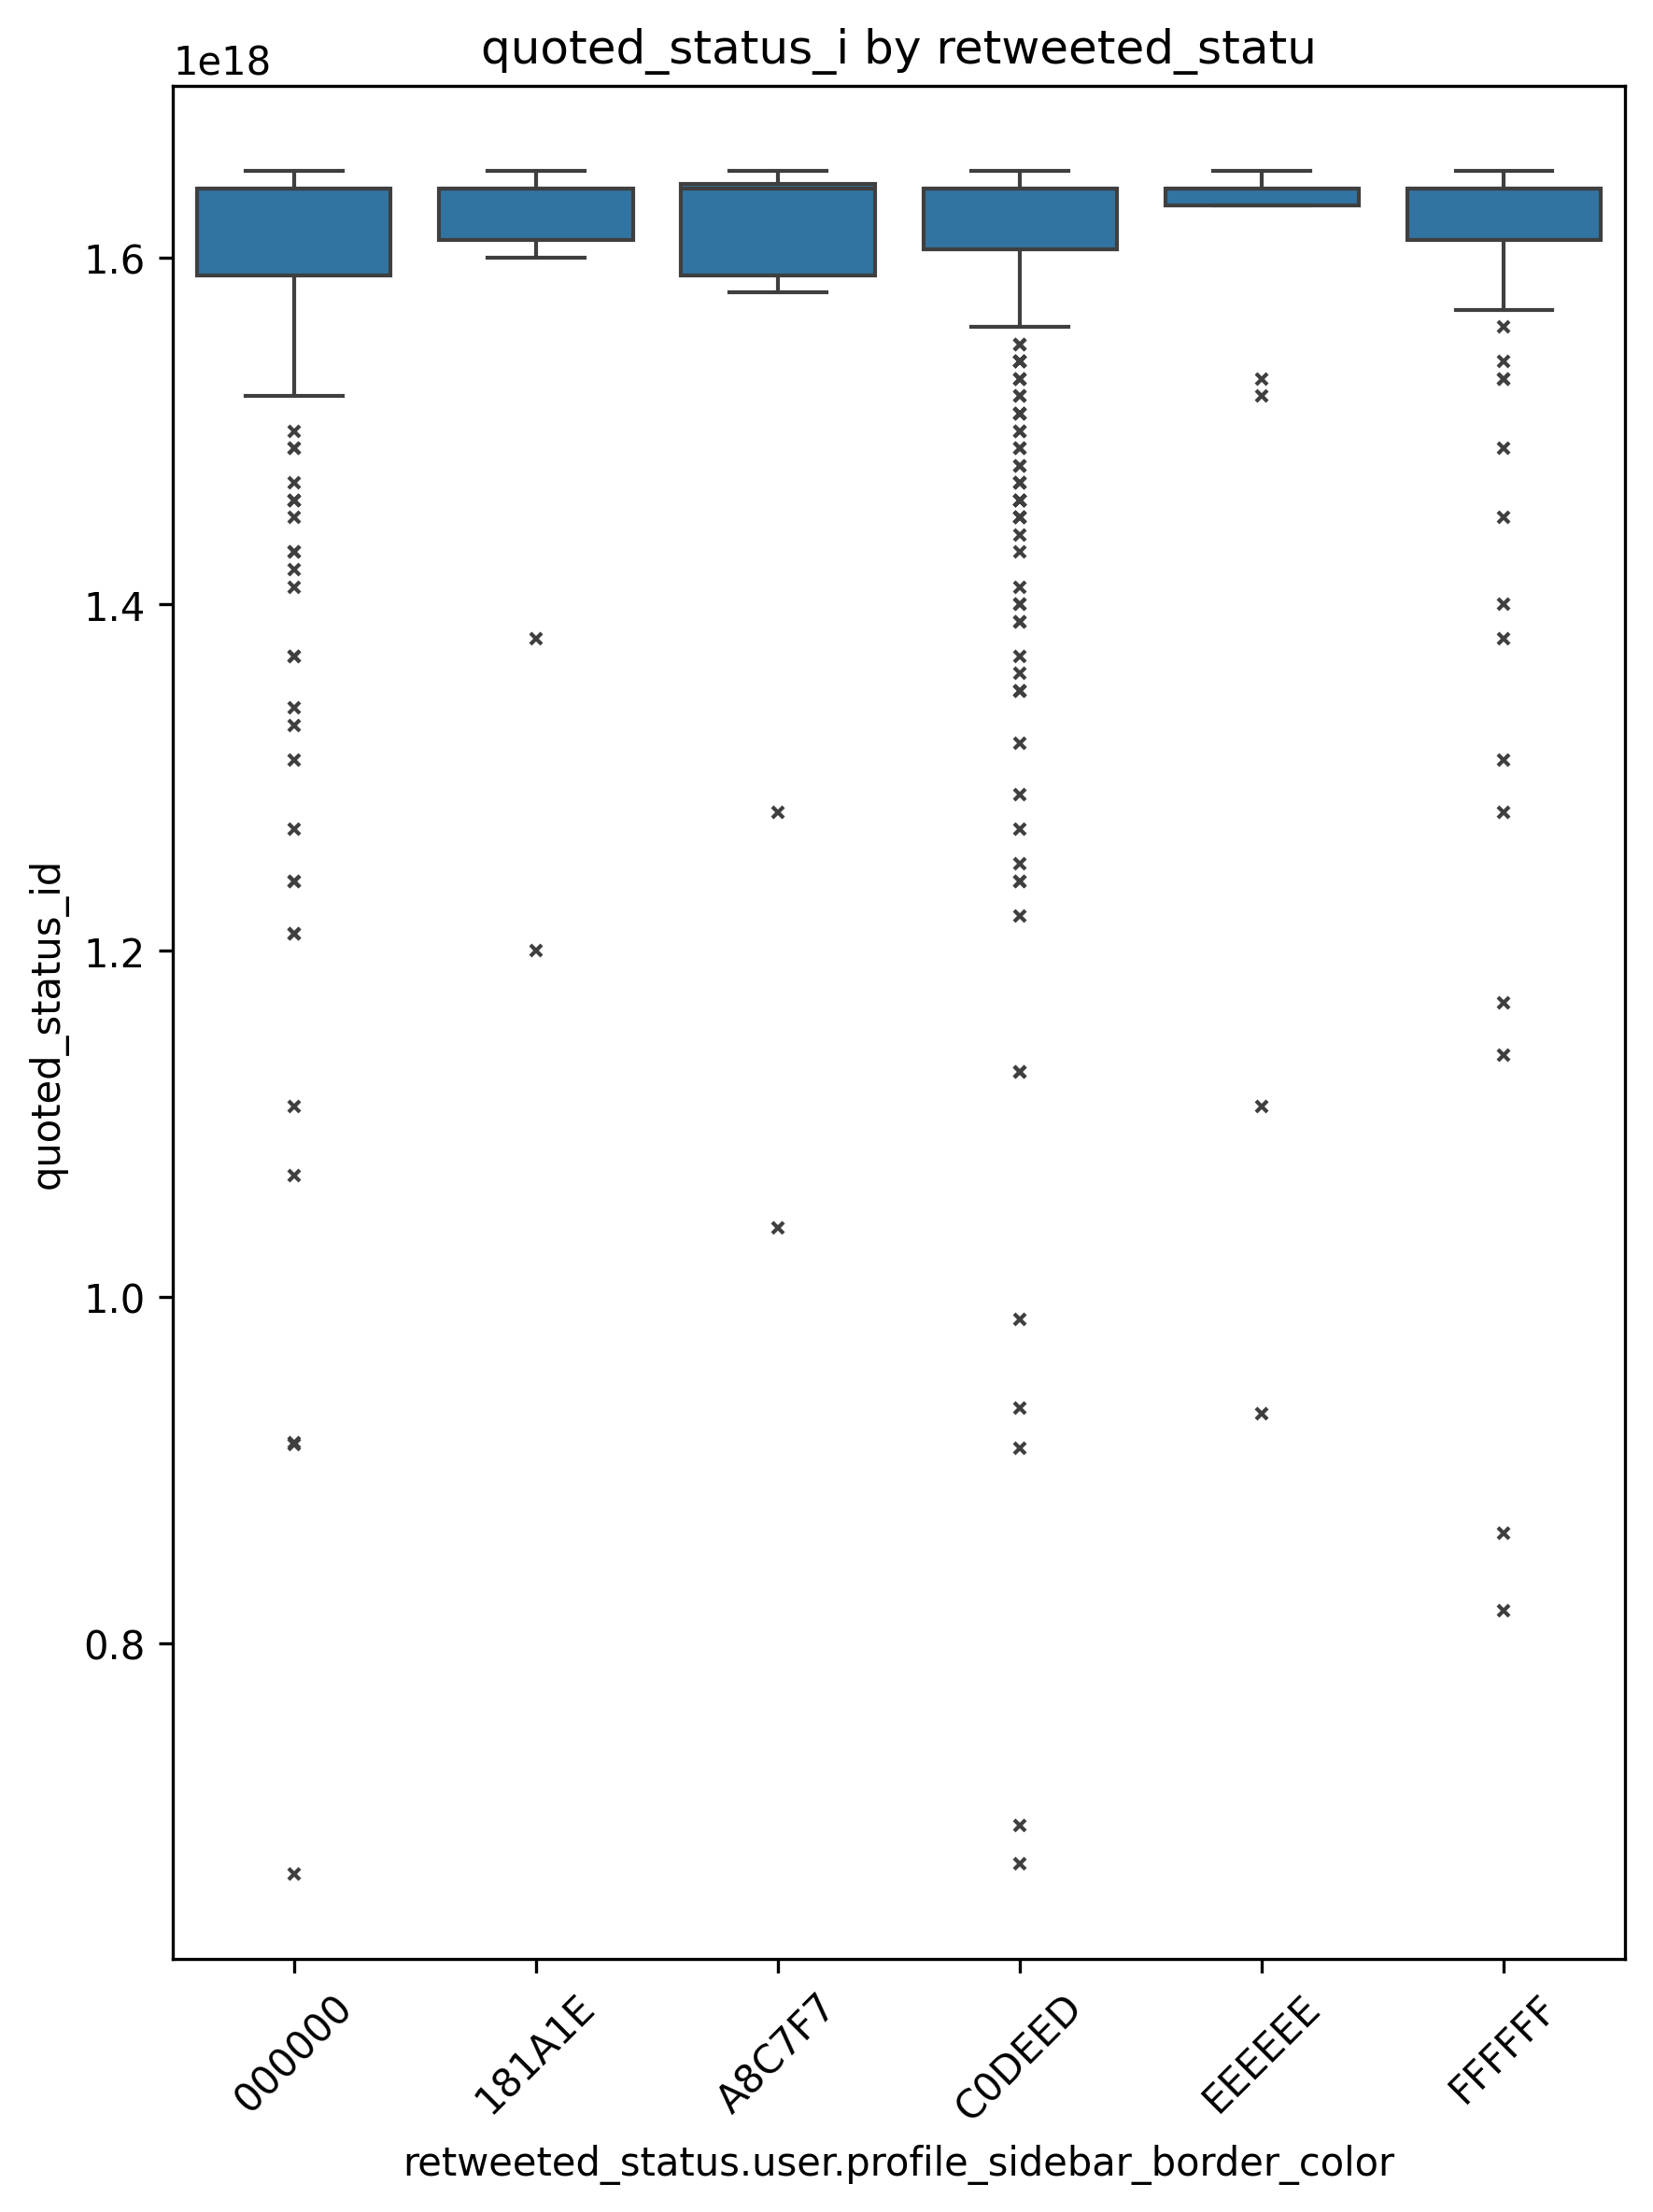 quoted_status_i by retweeted_statu
1e18
1.6
1.4
1.2
1.0
0.8
quoted_status_id
000000
181A1E
A8C7F7
C0DEED
EEEEEE
FFFFFF
retweeted_status.user.profile_sidebar_border_color